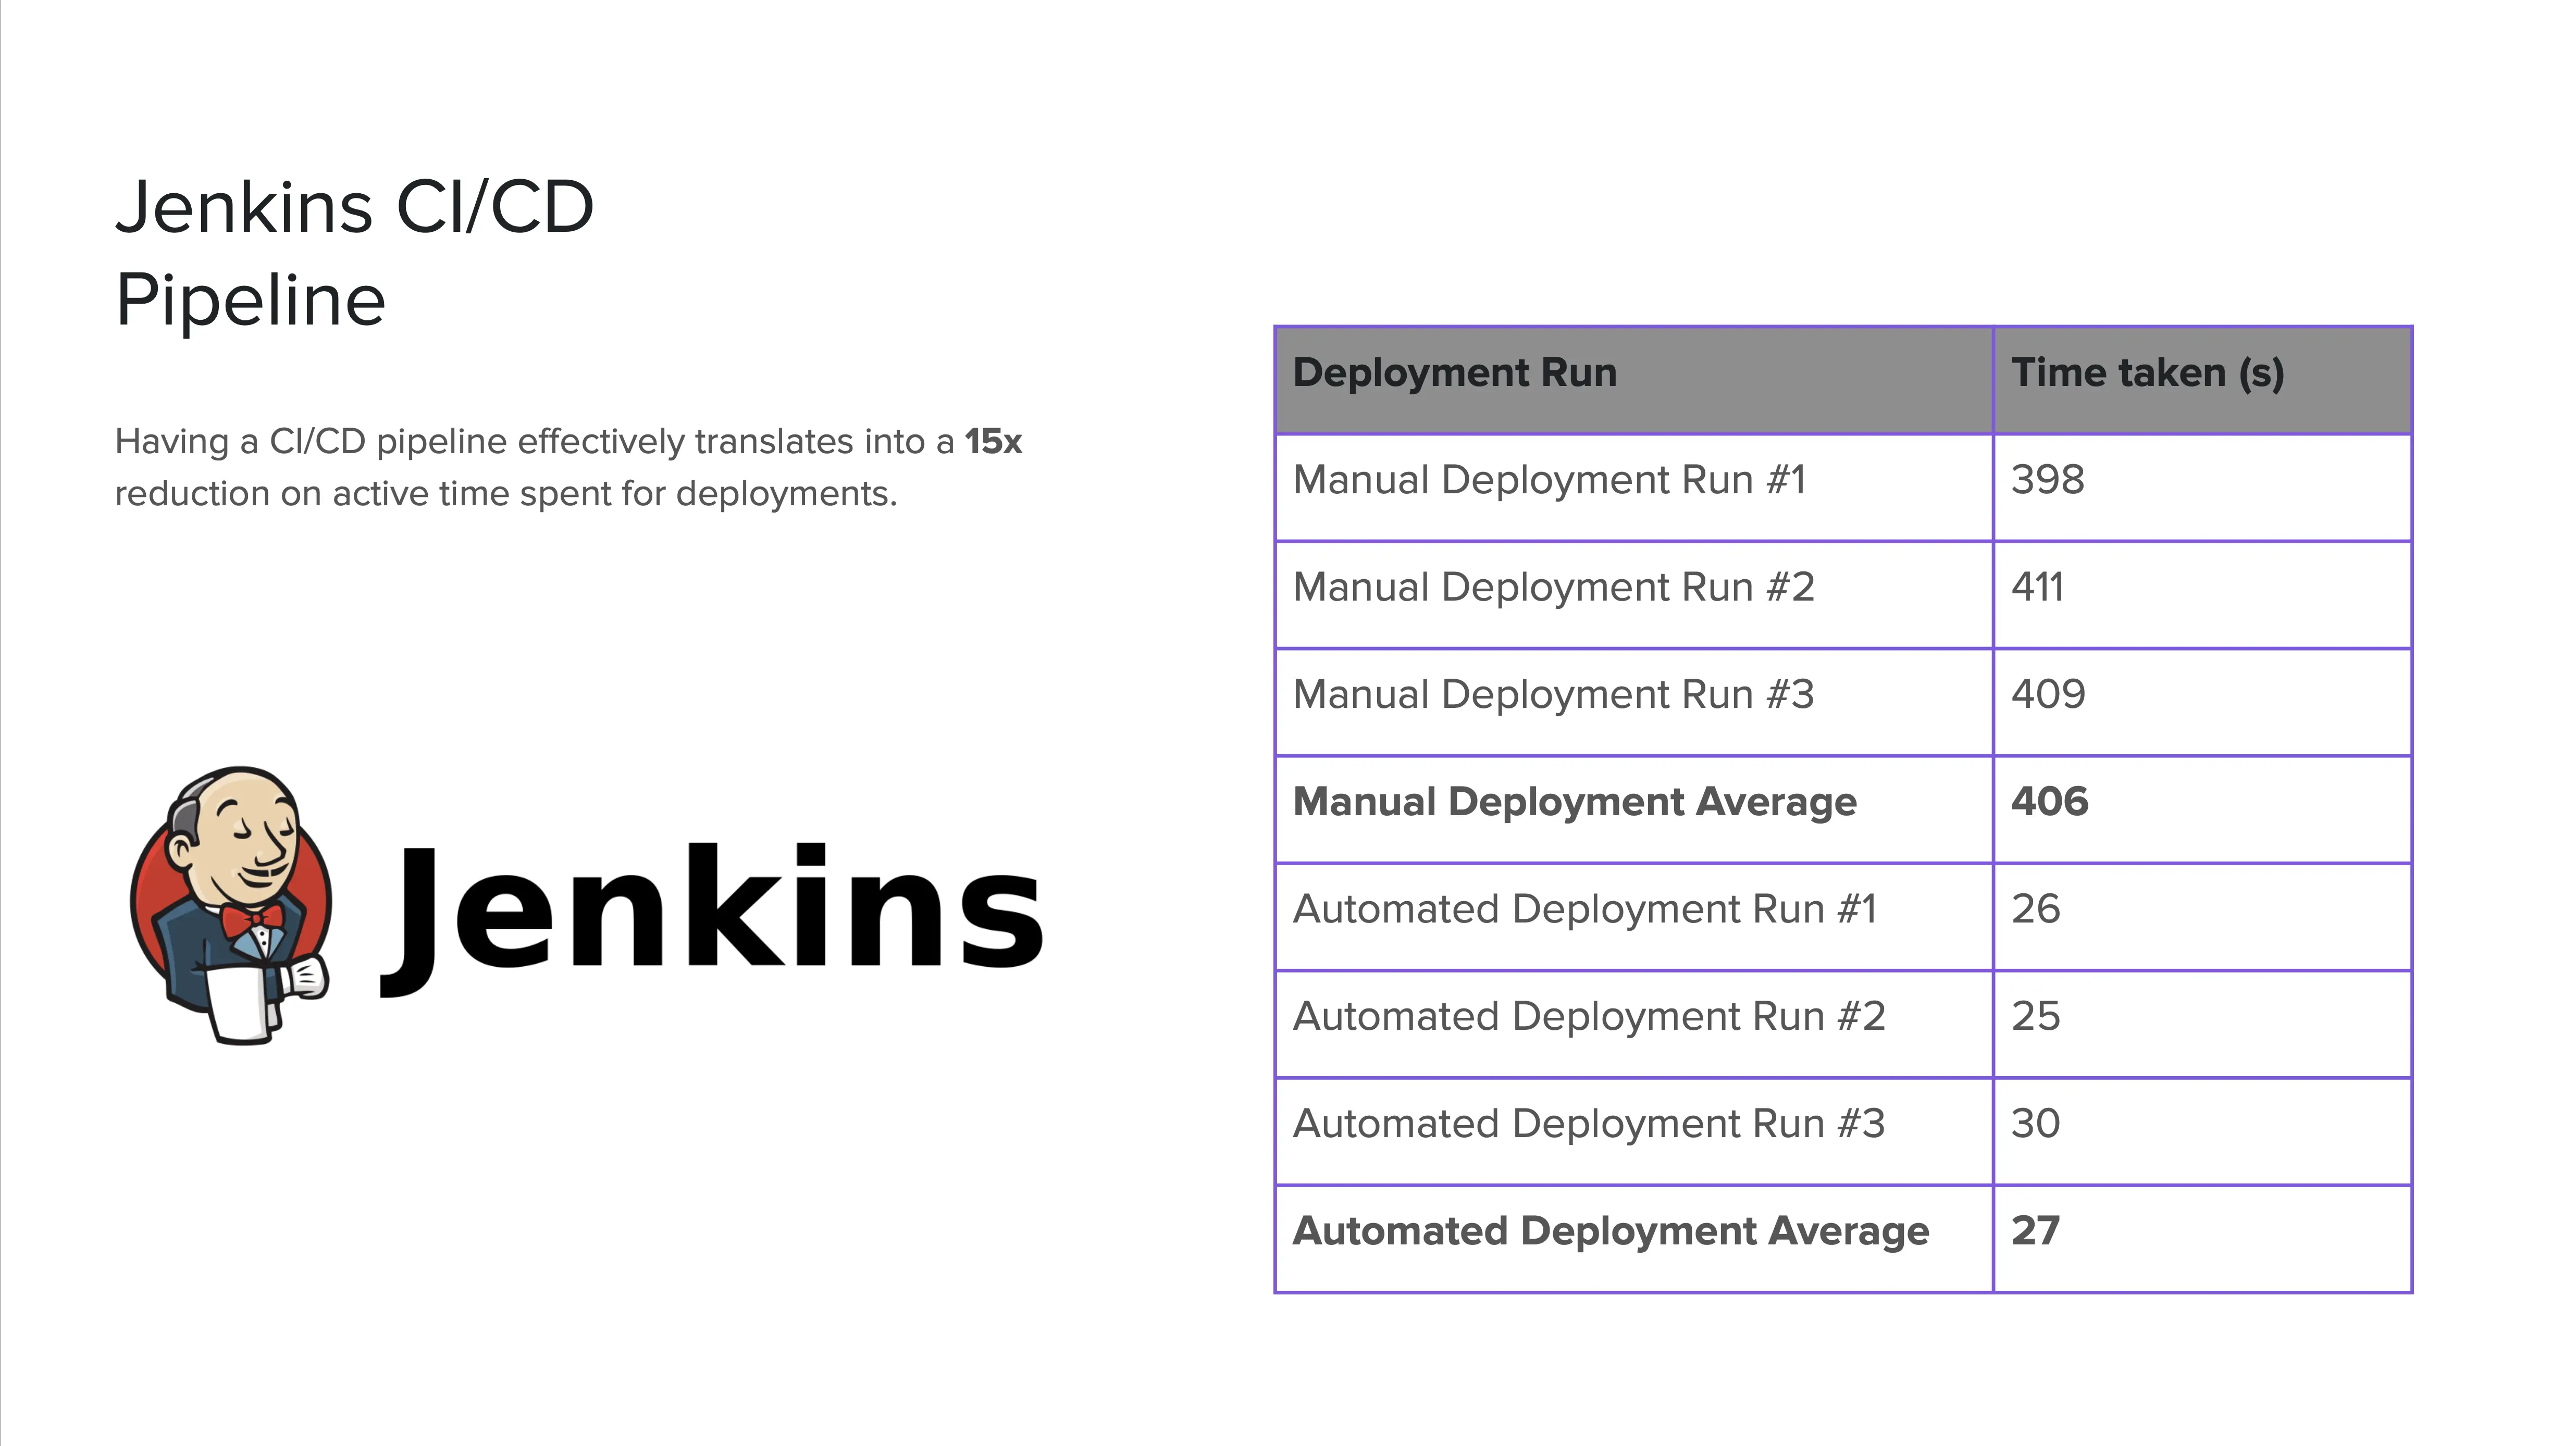 Jenkins CI/CD
Pipeline
Having a CI/CD pipeline effectively translates into a 15x
reduction on active time spent for deployments.
Jenkins
Deployment Run Time taken (s)
Manual Deployment Run #1 398
Manual Deployment Run #2 411
Manual Deployment Run #3 409
Manual Deployment Average 406
Automated Deployment Run #1 26
Automated Deployment Run #2 25
Automated Deployment Run #3 30
Automated Deployment Average 27